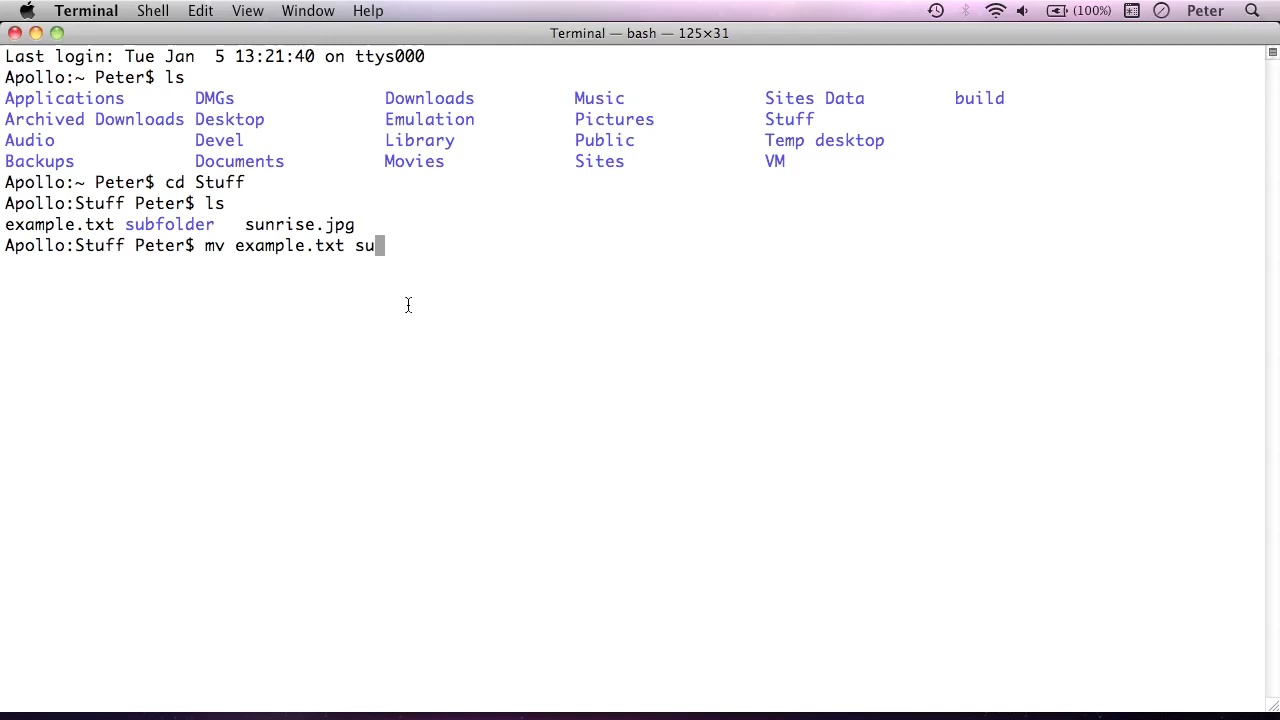 Terminal Shell Edit View Window Help (100%) Peter
Terminal — bash — 125×31
Last login: Tue Jan  5 13:21:40 on ttys000
Apollo:~ Peter$ ls
Applications DMGs Downloads Music Sites Data build
Archived Downloads Desktop Emulation Pictures Stuff
Audio Devel Library Public Temp desktop
Backups Documents Movies Sites VM
Apollo:~ Peter$ cd Stuff
Apollo:Stuff Peter$ ls
example.txt subfolder sunrise.jpg
Apollo:Stuff Peter$ mv example.txt su